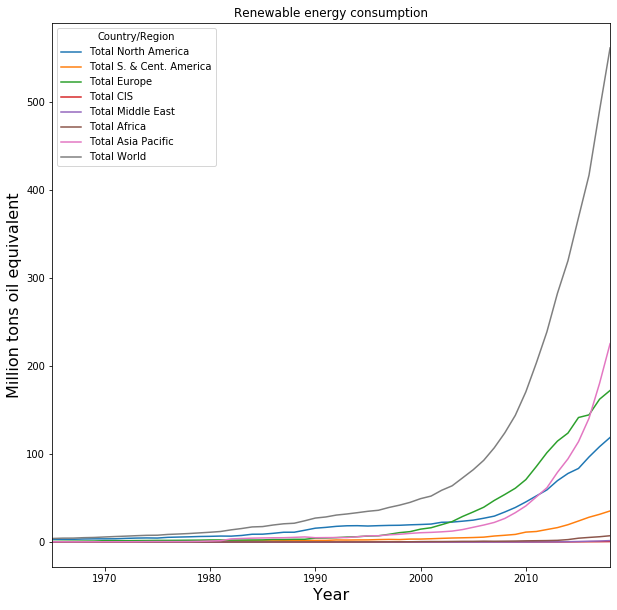 Renewable energy consumption
Country/Region
Total North America
Total S. & Cent. America
Total Europe
Total CIS
Total Middle East
Total Africa
Total Asia Pacific
Total World
Million tons oil equivalent
500
400
300
200
100
0
1970 1980 1990 2000 2010
Year